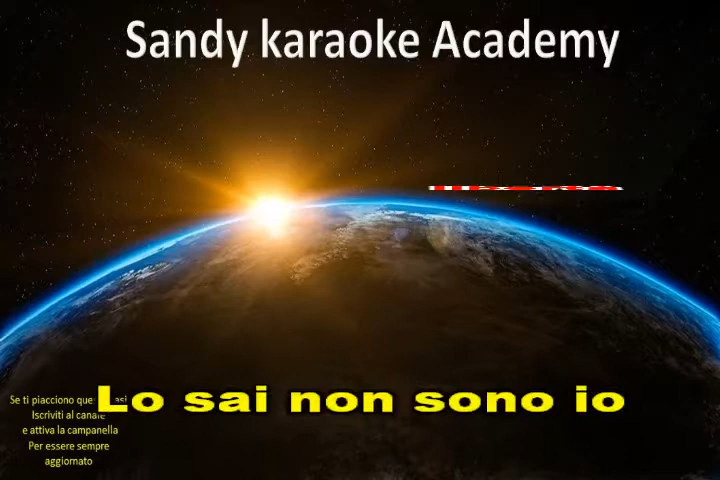 Sandy karaoke Academy
Lo sai non sono io
Se ti piacciono que asi
Iscriviti al canale
e attiva la campanella
Per essere sempre
aggiornato